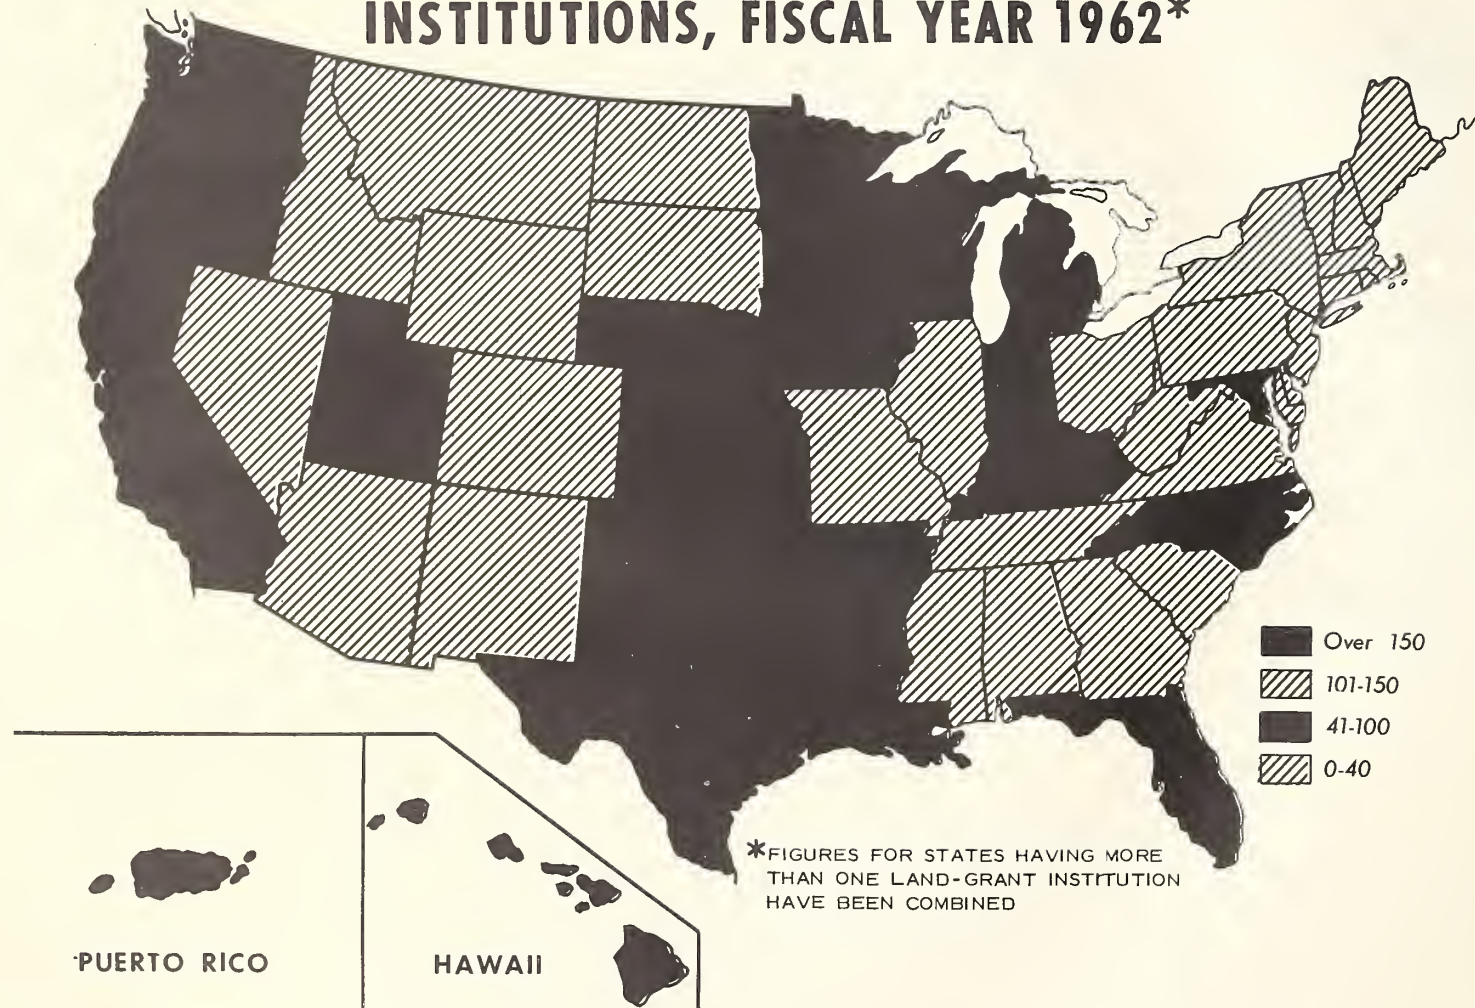 INSTITUTIONS, FISCAL YEAR 1962*
Over 150
101-150
41-100
0-40
*FIGURES FOR STATES HAVING MORE
THAN ONE LAND-GRANT INSTITUTION
HAVE BEEN COMBINED
PUERTO RICO
HAWAII